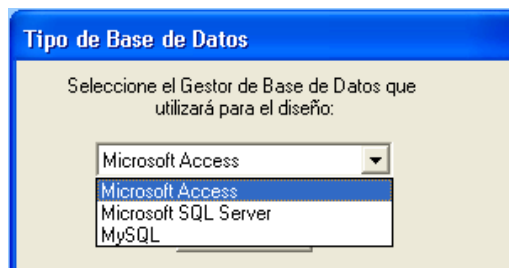 Tipo de Base de Datos
Seleccione el Gestor de Base de Datos que
utilizará para el diseño:
Microsoft Access
Microsoft Access
Microsoft SQL Server
MySQL